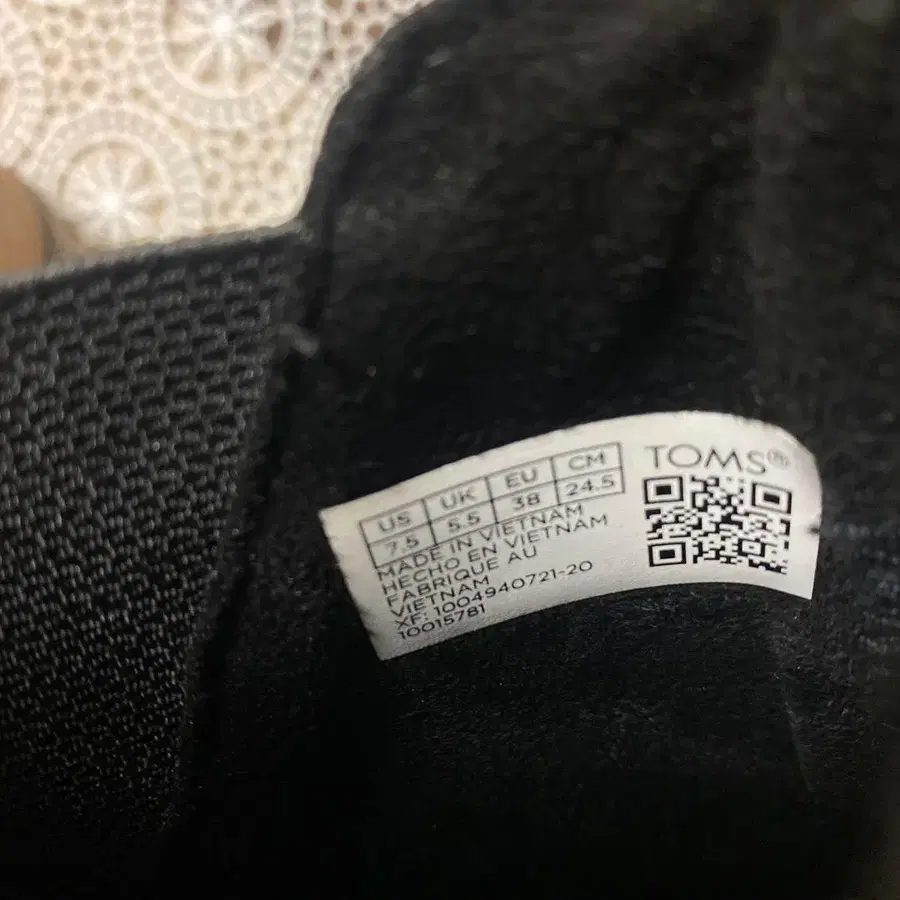 US UK EU CM
7.5 5.5 38 24.5
TOMS®
MADE IN VIETNAM
HECHO EN VIETNAM
FABRIQUE AU
VIETNAM
XF: 1004940721-20
10015781